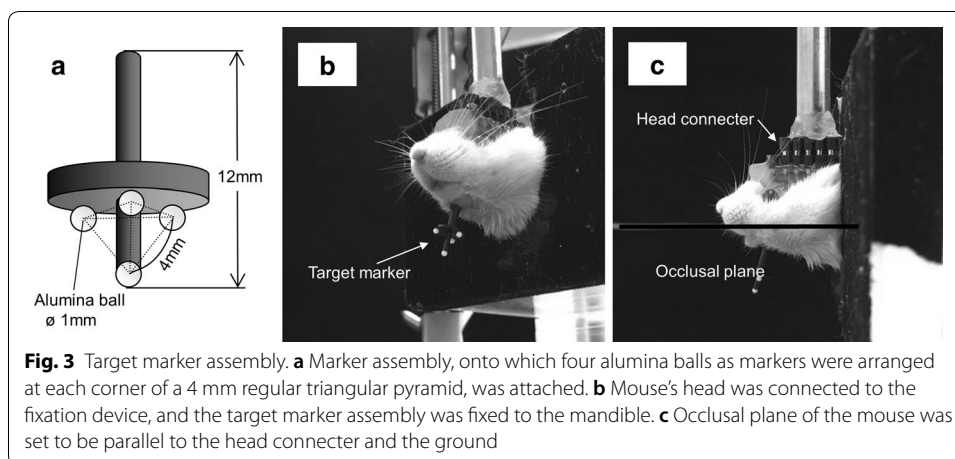 a
12mm
4mm
Alumina ball
ø 1mm
b
Target marker
c
Head connecter
Occlusal plane
Fig. 3 Target marker assembly. a Marker assembly, onto which four alumina balls as markers were arranged
at each corner of a 4 mm regular triangular pyramid, was attached. b Mouse's head was connected to the
fixation device, and the target marker assembly was fixed to the mandible. c Occlusal plane of the mouse was
set to be parallel to the head connecter and the ground